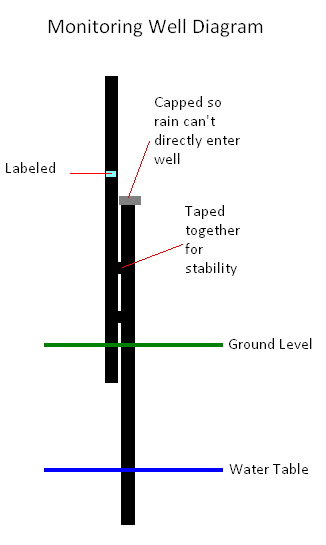 Monitoring Well Diagram
Capped so
rain can't
directly enter
well
Labeled
Taped
together
for
stability
Ground Level
Water Table